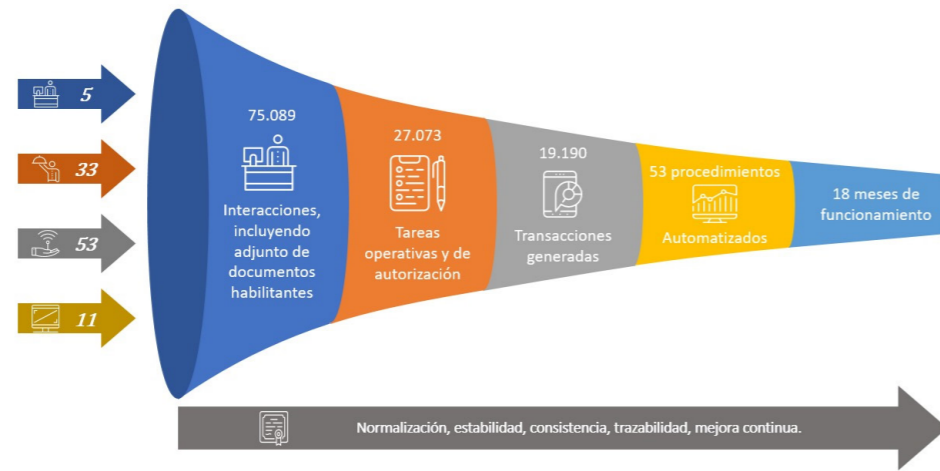 5
33
53
11
75.089
Interacciones,
incluyendo
adjunto de
documentos
habilitantes
27.073
Tareas
operativas y de
autorización
19.190
Transacciones
generadas
53 procedimientos
Automatizados
18 meses de
funcionamiento
Normalización, estabilidad, consistencia, trazabilidad, mejora continua.